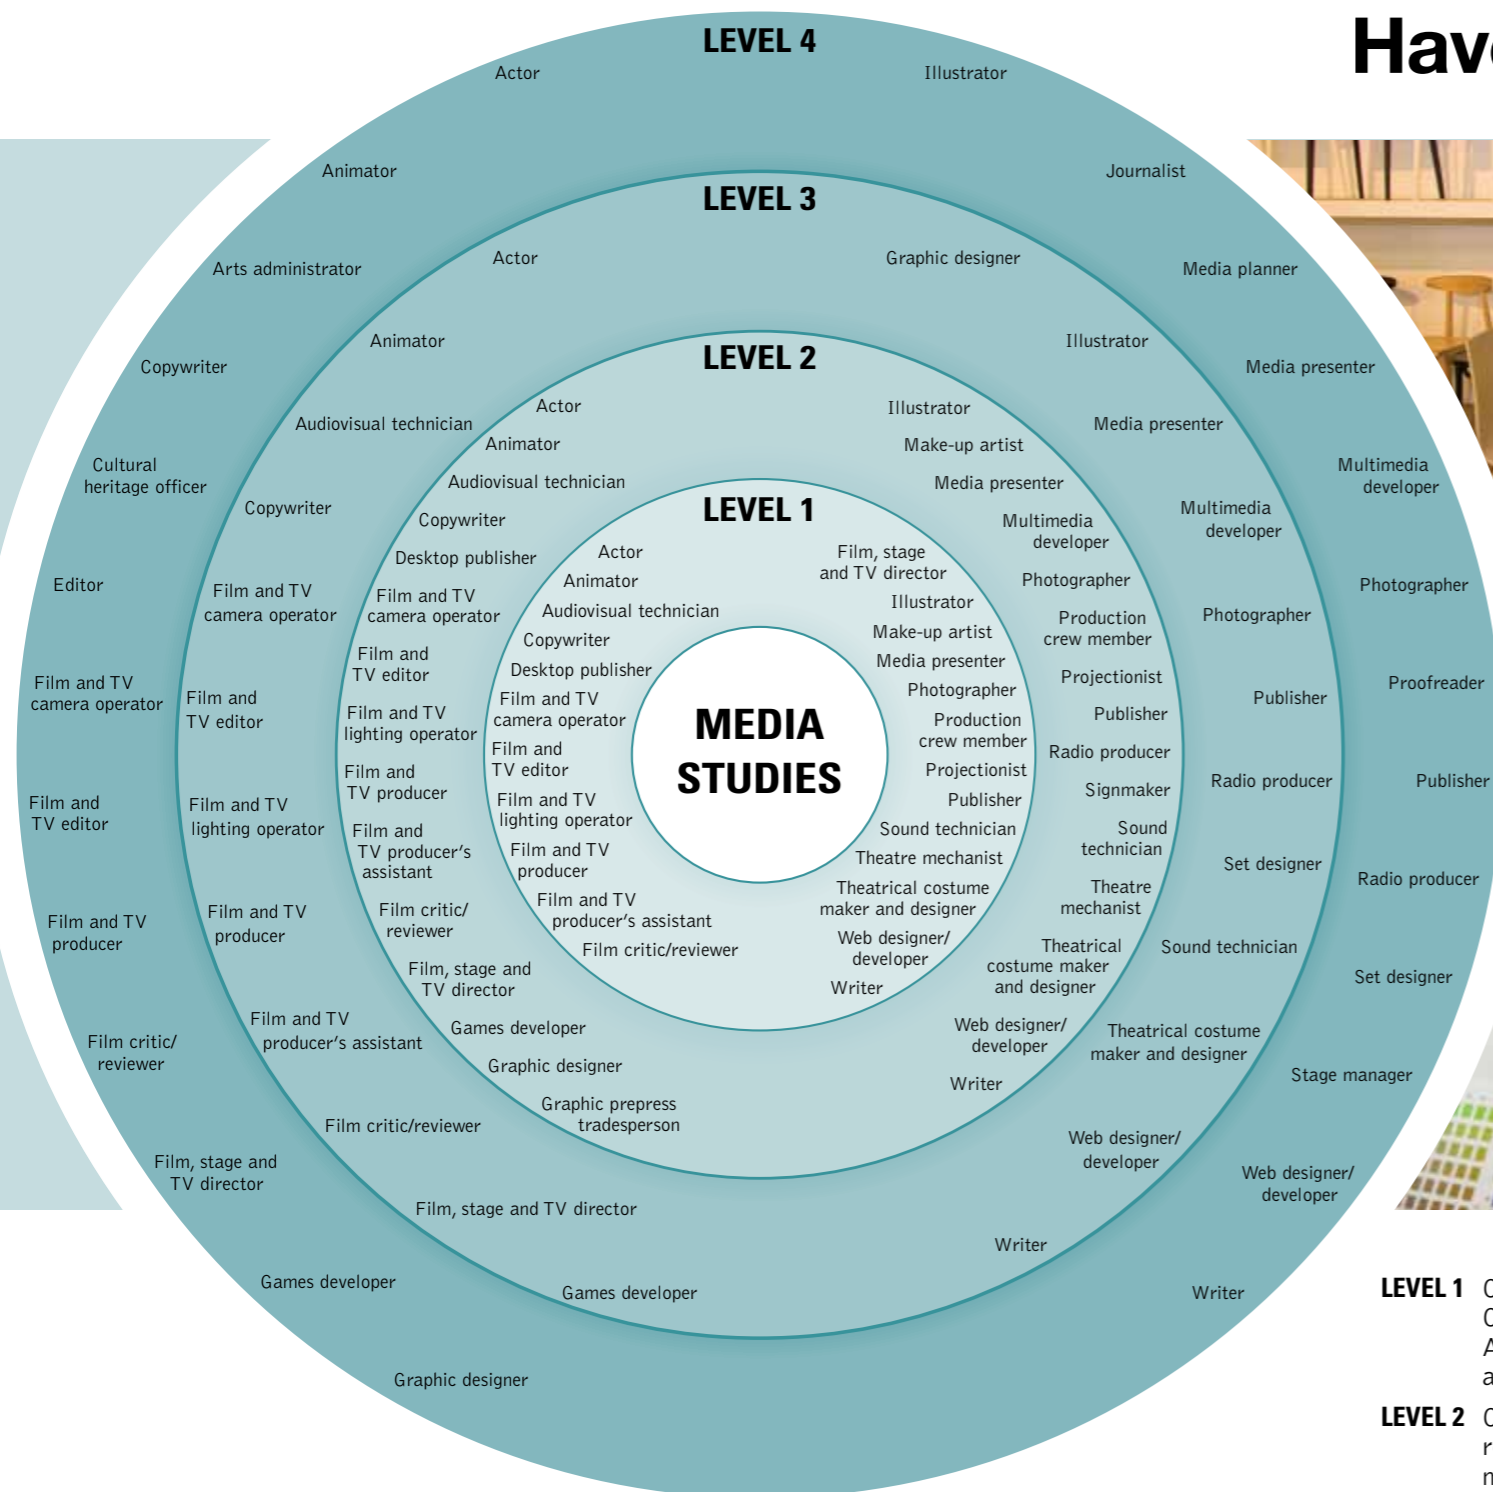 Have
LEVEL 4
Actor
Animator
Arts administrator
Copywriter
Cultural
heritage officer
Editor
Film and TV
camera operator
Film and
TV editor
Film and TV
producer
Film critic/
reviewer
Film, stage and
TV director
Games developer
Graphic designer
Illustrator
Journalist
Media planner
Media presenter
Multimedia
developer
Photographer
Proofreader
Publisher
Radio producer
Set designer
Stage manager
Web designer/
developer
Writer
LEVEL 3
Actor
Animator
Audiovisual technician
Copywriter
Film and TV
camera operator
Film and
TV editor
Film and TV
lighting operator
Film and TV
producer
Film and TV
producer's assistant
Film critic/reviewer
Film, stage and TV director
Games developer
Graphic designer
Illustrator
Media presenter
Multimedia
developer
Photographer
Publisher
Radio producer
Set designer
Sound technician
Theatrical costume
maker and designer
Web designer/
developer
Writer
LEVEL 2
Actor
Animator
Audiovisual technician
Copywriter
Desktop publisher
Film and TV
camera operator
Film and
TV editor
Film and TV
lighting operator
Film and
TV producer
Film and
TV producer's
assistant
Film critic/
reviewer
Film, stage and
TV director
Games developer
Graphic designer
Graphic prepress
tradesperson
Illustrator
Make-up artist
Media presenter
Multimedia
developer
Photographer
Production
crew member
Projectionist
Publisher
Radio producer
Signmaker
Sound
technician
Theatre
mechanist
Theatrical
costume maker
and designer
Web designer/
developer
Writer
LEVEL 1
Actor
Animator
Audiovisual technician
Copywriter
Desktop publisher
Film and TV
camera operator
Film and
TV editor
Film and TV
lighting operator
Film and TV
producer
Film and TV
producer's assistant
Film critic/reviewer
Film, stage
and TV director
Illustrator
Make-up artist
Media presenter
Photographer
Production
crew member
Projectionist
Publisher
Sound technician
Theatre mechanist
Theatrical costume
maker and designer
Web designer/
developer
Writer
MEDIA
STUDIES
LEVEL 1
LEVEL 2